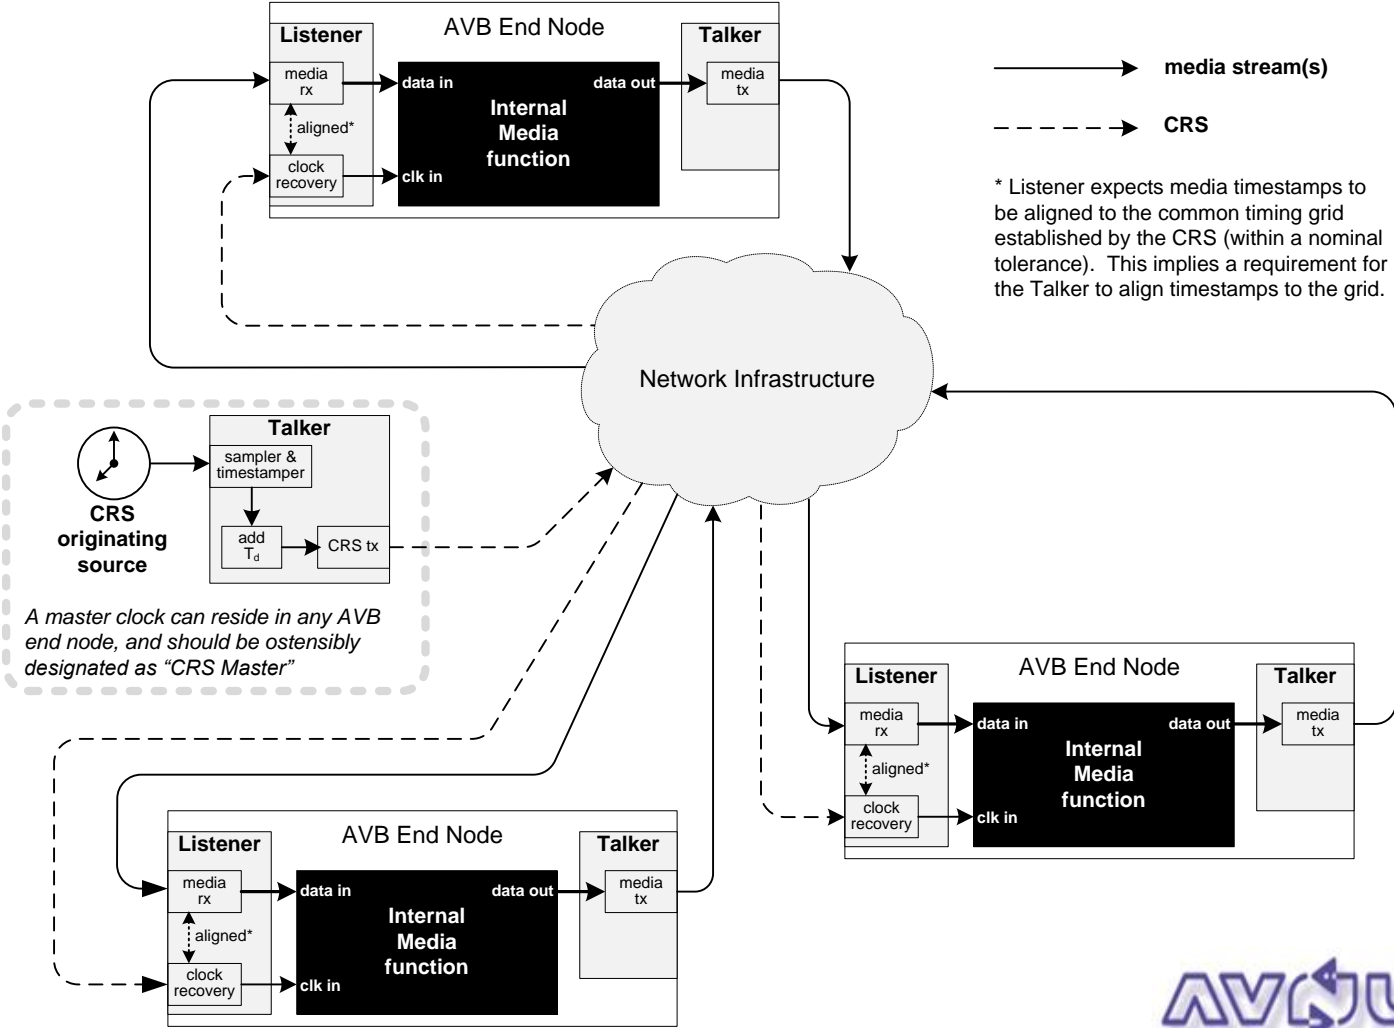 AVB End Node
Listener
Talker
media
rx
data in
data out
media
tx
Internal
Media
function
aligned*
clock
recovery
clk in
media stream(s)
CRS
* Listener expects media timestamps to
be aligned to the common timing grid
established by the CRS (within a nominal
tolerance). This implies a requirement for
the Talker to align timestamps to the grid.
Network Infrastructure
Talker
sampler &
timestamper
CRS
originating
source
add
Td
CRS tx
A master clock can reside in any AVB
end node, and should be ostensibly
designated as “CRS Master”
AVB End Node
Listener
Talker
media
rx
data in
data out
media
tx
Internal
Media
function
aligned*
clock
recovery
clk in
AVB End Node
Listener
Talker
media
rx
data in
data out
media
tx
Internal
Media
function
aligned*
clock
recovery
clk in
AVNU